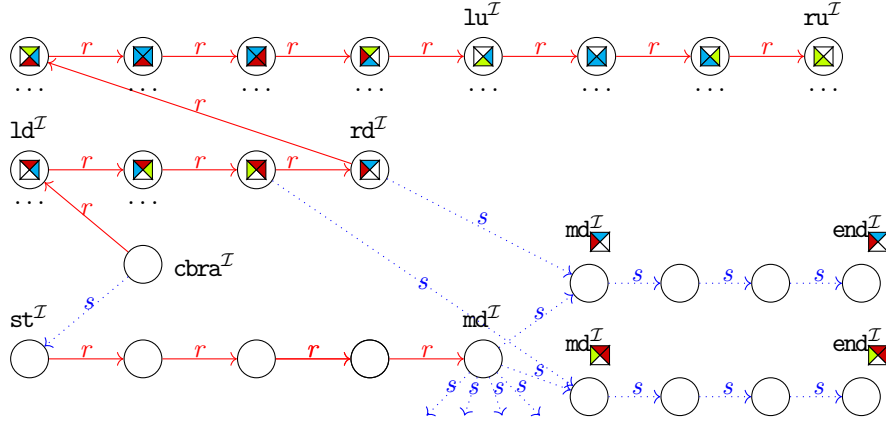 lu^I ru^I
r r r r r r r
... ... ... ... ... ... ... ...
r
ld^I rd^I
r r r
... ...
r s
md^I end^I
cbra^I
s s s s s
s
st^I md^I
md^I end^I
r r r r
s s s s s s s